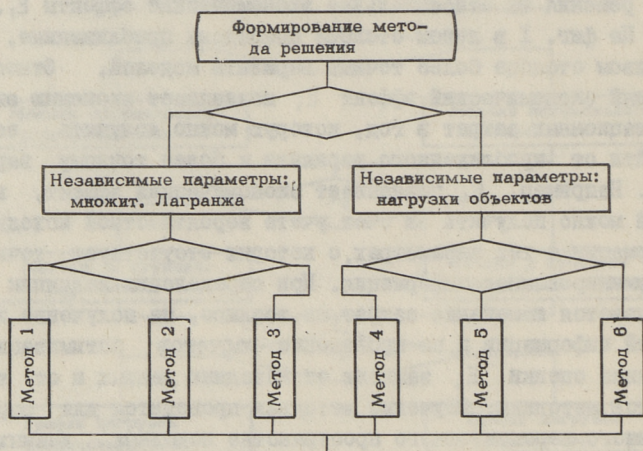 Формирование мето-
да решения
Независимые параметры:
множит. Лагранжа
Независимые параметры:
нагрузки объектов
Метод 1
Метод 2
Метод 3
Метод 4
Метод 5
Метод 6